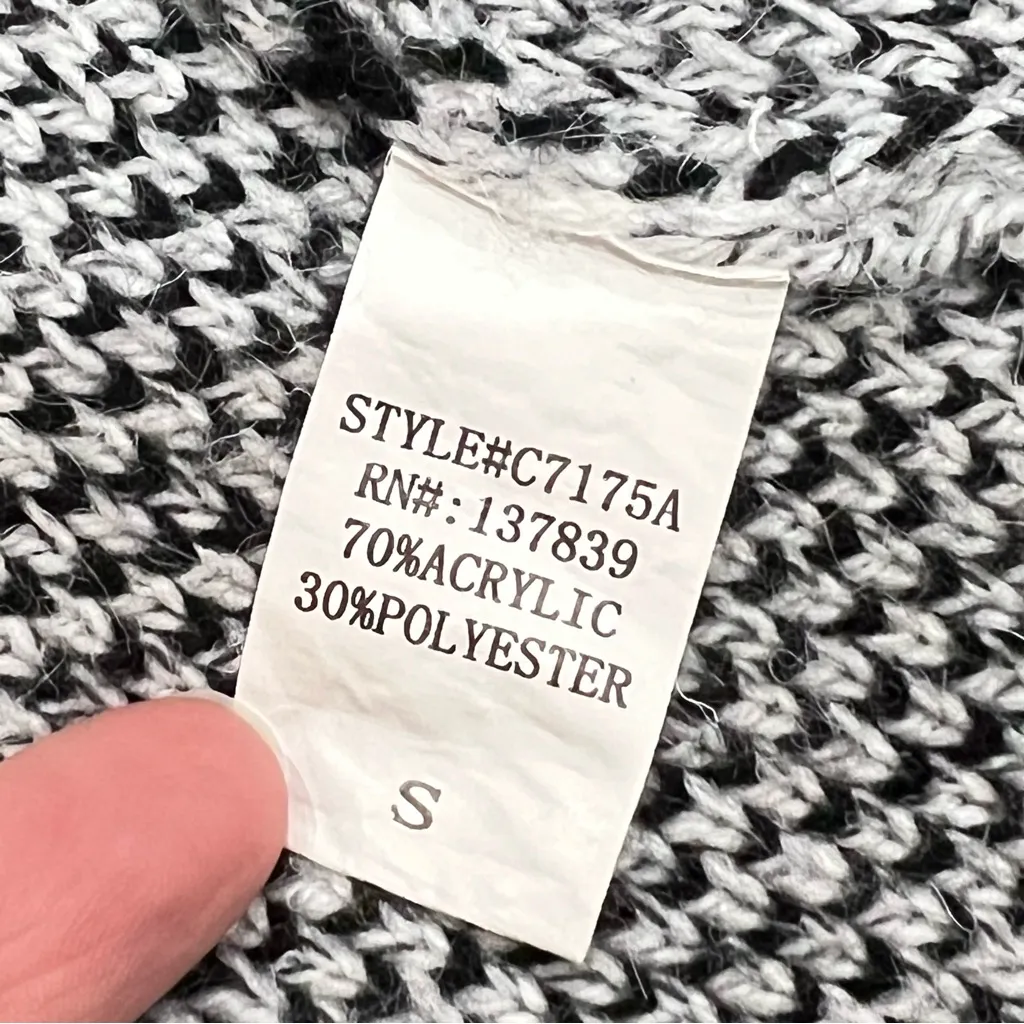 STYLE#C7175A
RN#:137839
70%ACRYLIC
30%POLYESTER
S